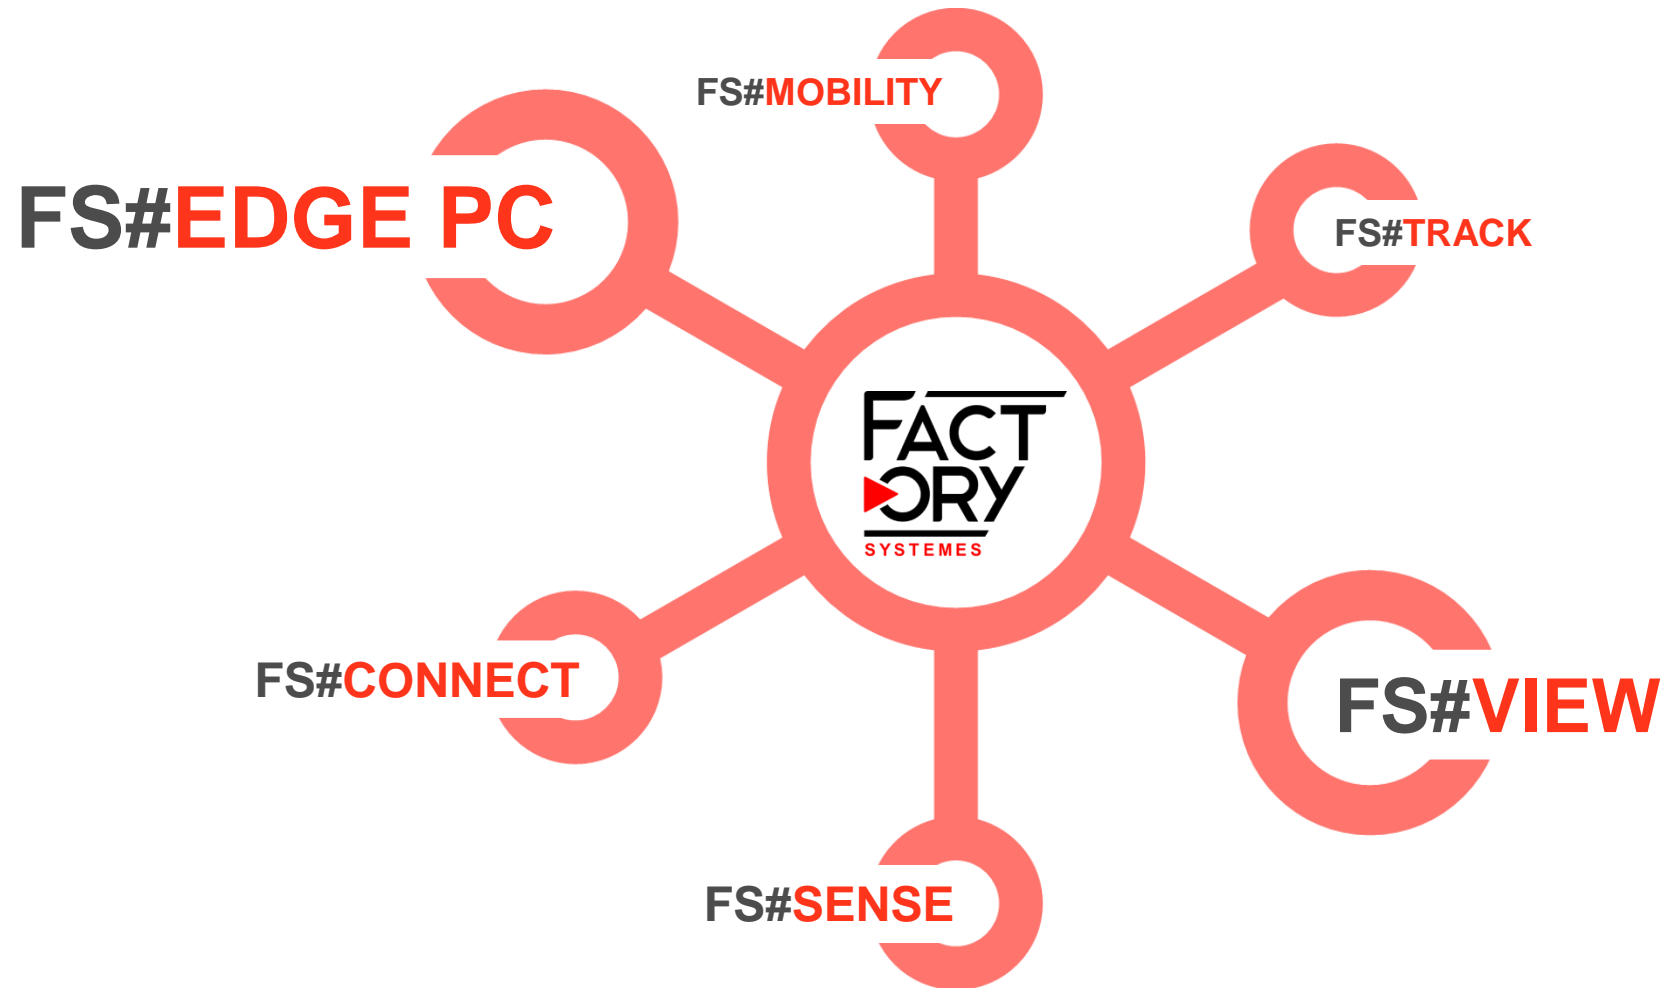 FS#MOBILITY
FS#EDGE PC
FS#TRACK
FACT
ORY
SYSTEMES
FS#CONNECT
FS#VIEW
FS#SENSE